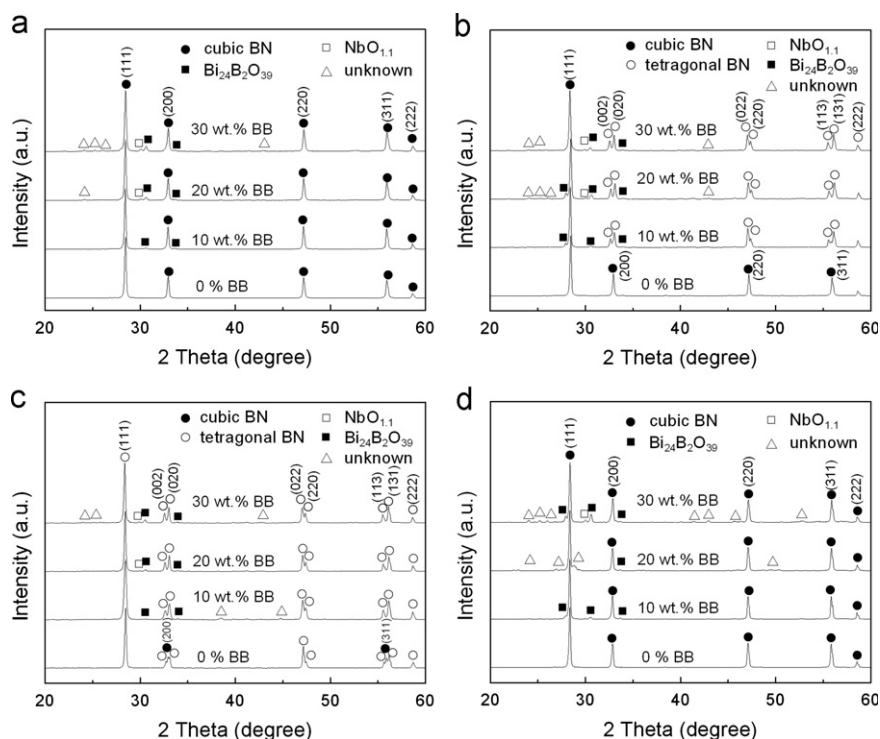 a
● cubic BN □ NbO1.1
■ Bi24B2O39 △ unknown
(111)
(200)
(220)
(311)
(222)
30 wt.% BB
20 wt.% BB
10 wt.% BB
0 % BB
Intensity (a.u.)
20 30 40 50 60
2 Theta (degree)
b
● cubic BN □ NbO1.1
○ tetragonal BN ■ Bi24B2O39
△ unknown
(111)
(002)
(020)
(022)
(220)
(113)
(131)
(222)
30 wt.% BB
20 wt.% BB
10 wt.% BB
(200)
(220)
(311)
0 % BB
Intensity (a.u.)
20 30 40 50 60
2 Theta (degree)
c
● cubic BN □ NbO1.1
○ tetragonal BN ■ Bi24B2O39
△ unknown
(111)
(002)
(020)
(022)
(220)
(113)
(131)
(222)
30 wt.% BB
20 wt.% BB
10 wt.% BB
(200)
(311)
0 % BB
Intensity (a.u.)
20 30 40 50 60
2 Theta (degree)
d
● cubic BN □ NbO1.1
■ Bi24B2O39 △ unknown
(111)
(200)
(220)
(311)
(222)
30 wt.% BB
20 wt.% BB
10 wt.% BB
0 % BB
Intensity (a.u.)
20 30 40 50 60
2 Theta (degree)